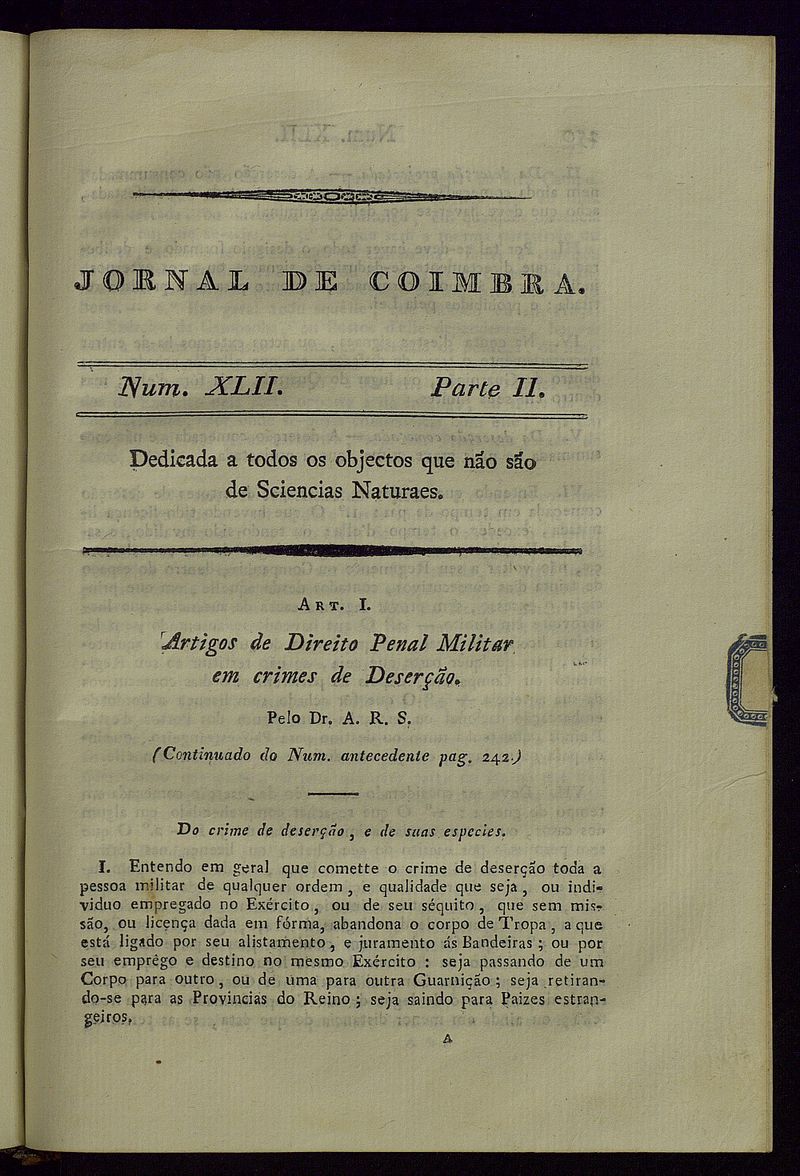 JORNAL DE COIMBRA.
Num. XLII. Parte II.
Dedicada a todos os objectos que não são
de Sciencias Naturaes.
ART. I.
Artigos de Direito Penal Militar
em crimes de Deserção.
Pelo Dr. A. R. S.
(Continuado do Num. antecedente pag. 242.)
Do crime de deserção, e de suas especies.
I. Entendo em geral que comette o crime de deserção toda a
pessoa militar de qualquer ordem, e qualidade que seja, ou indi-
viduo empregado no Exército, ou de seu séquito, que sem mis-
são, ou licença dada em fórma, abandona o corpo de Tropa, a que
está ligado por seu alistamento, e juramento ás Bandeiras; ou por
seu emprêgo e destino no mesmo Exército: seja passando de um
Corpo para outro, ou de uma para outra Guarnição; seja retiran-
do-se para as Provincias do Reino; seja saindo para Paizes estran-
geiros.
A